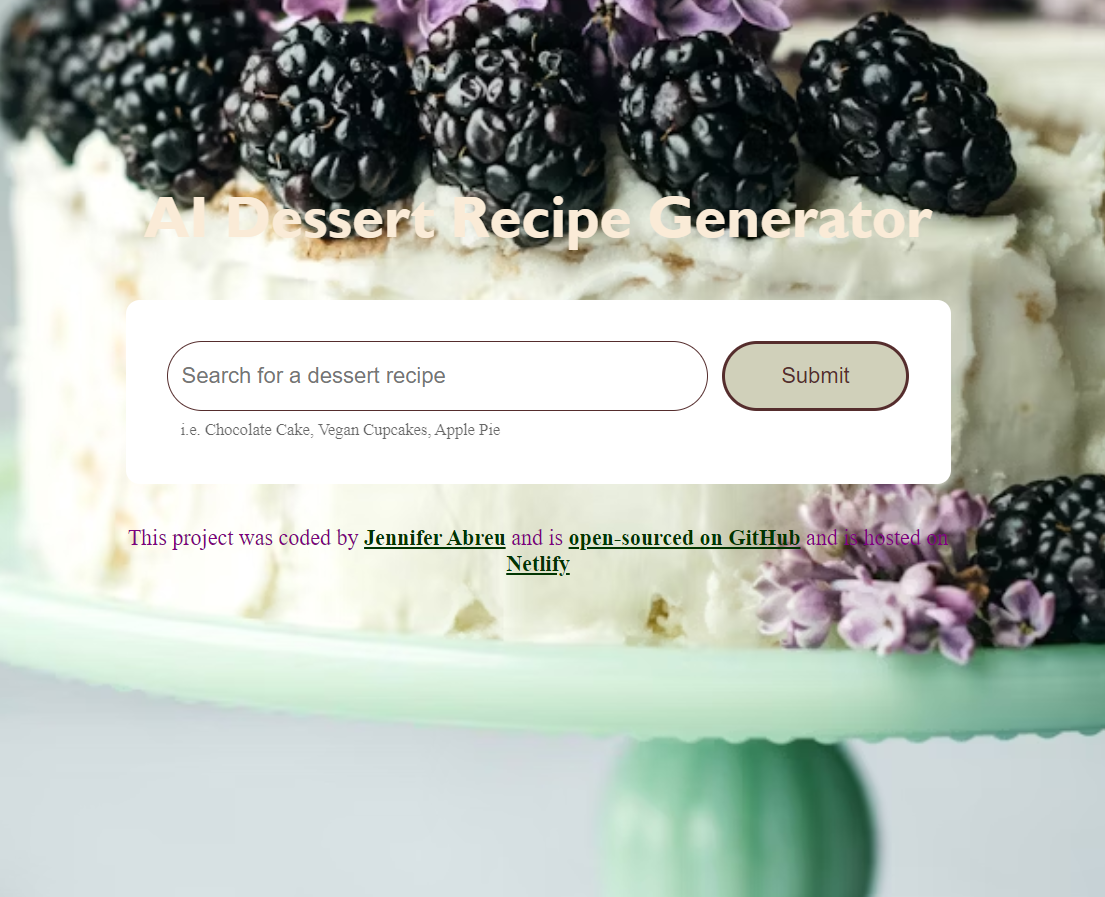 AI Dessert Recipe Generator
Search for a dessert recipe
Submit
i.e. Chocolate Cake, Vegan Cupcakes, Apple Pie
This project was coded by Jennifer Abreu and is open-sourced on GitHub and is hosted on
Netlify